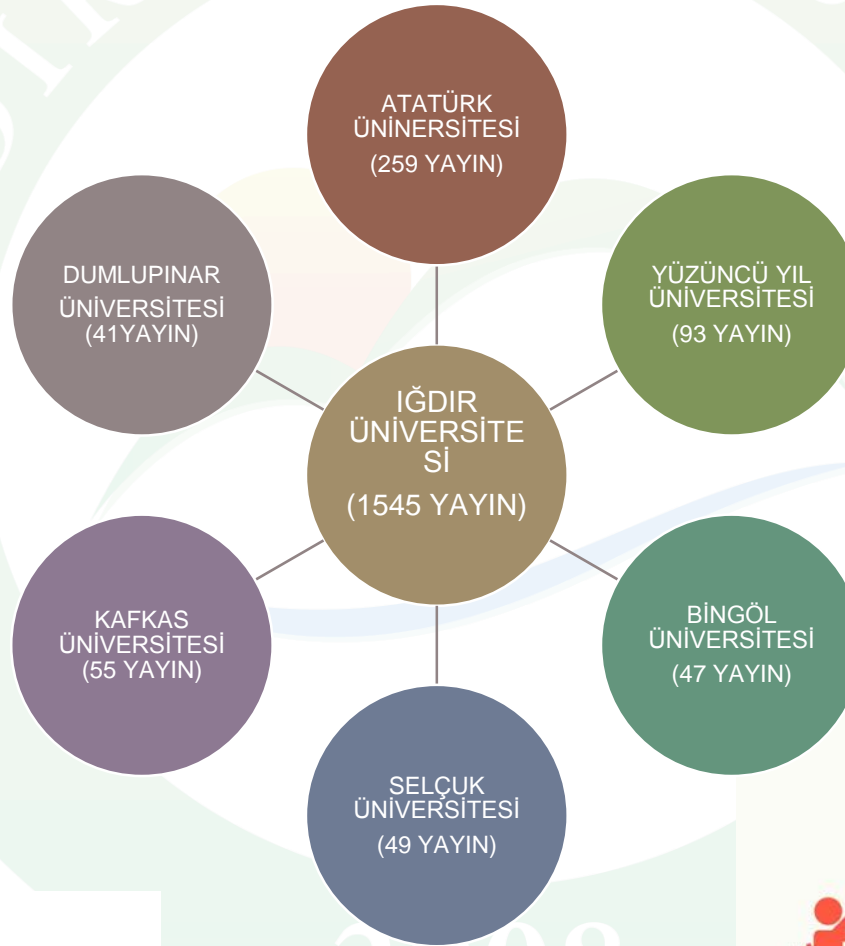 ATATÜRK
ÜNİNERSİTESİ
(259 YAYIN)
YÜZÜNCÜ YIL
ÜNİVERSİTESİ
(93 YAYIN)
BİNGÖL
ÜNİVERSİTESİ
(47 YAYIN)
SELÇUK
ÜNİVERSİTESİ
(49 YAYIN)
KAFKAS
ÜNİVERSİTESİ
(55 YAYIN)
DUMLUPINAR
ÜNİVERSİTESİ
(41YAYIN)
IĞDIR
ÜNİVERSİTE
Sİ
(1545 YAYIN)